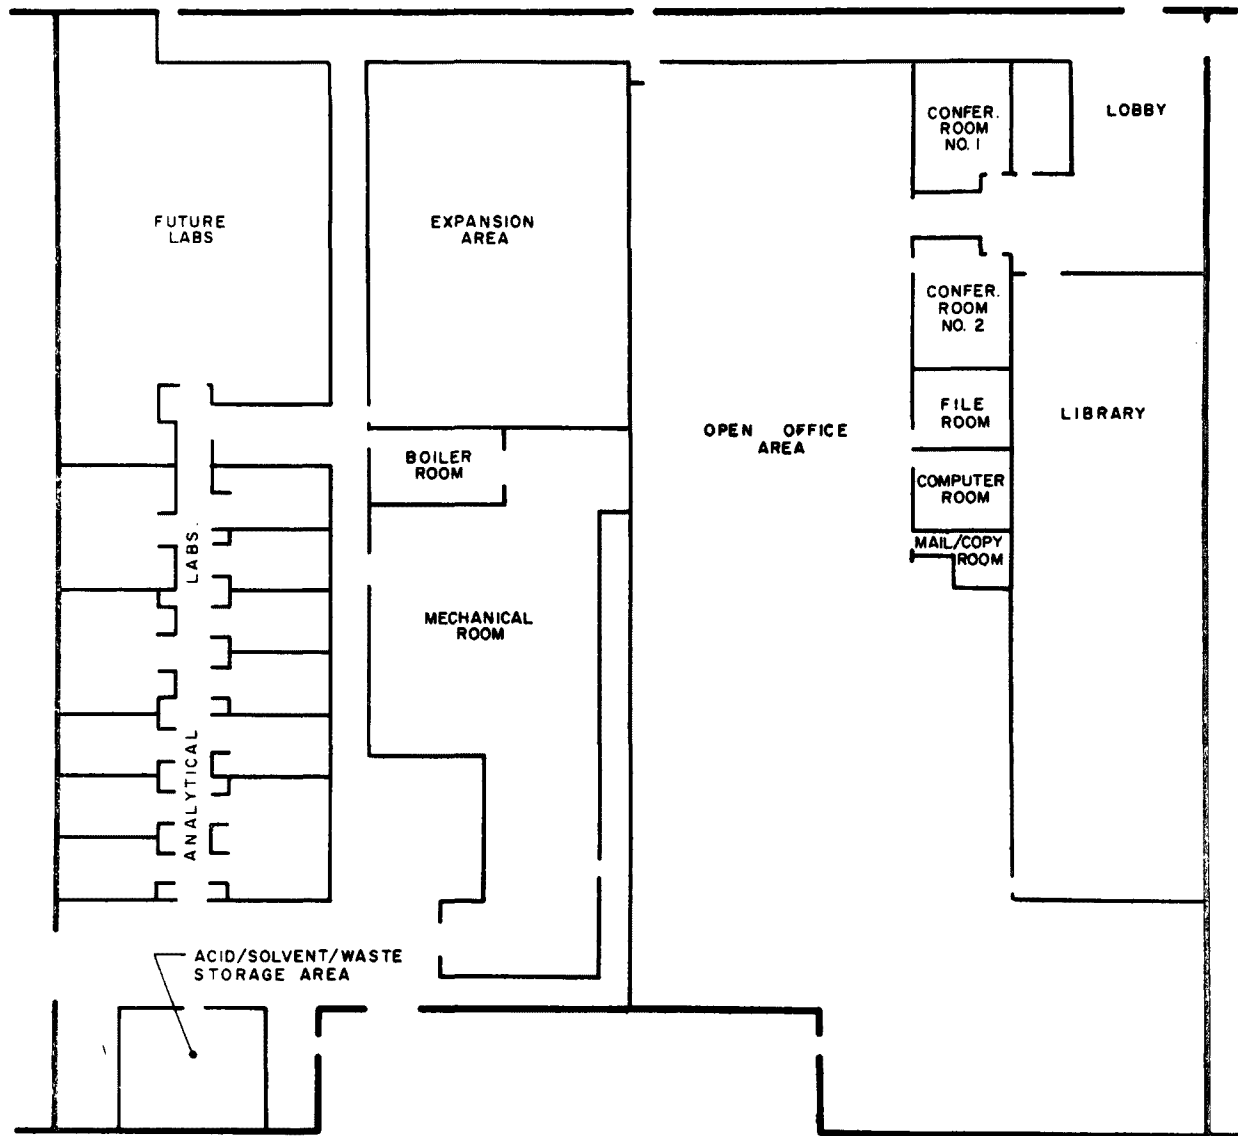 CONFER.
ROOM
NO. 1
LOBBY
FUTURE
LABS
EXPANSION
AREA
CONFER.
ROOM
NO. 2
FILE
ROOM
LIBRARY
OPEN OFFICE
AREA
BOILER
ROOM
COMPUTER
ROOM
MAIL/COPY
ROOM
ANALYTICAL LABS.
MECHANICAL
ROOM
ACID/SOLVENT/WASTE
STORAGE AREA